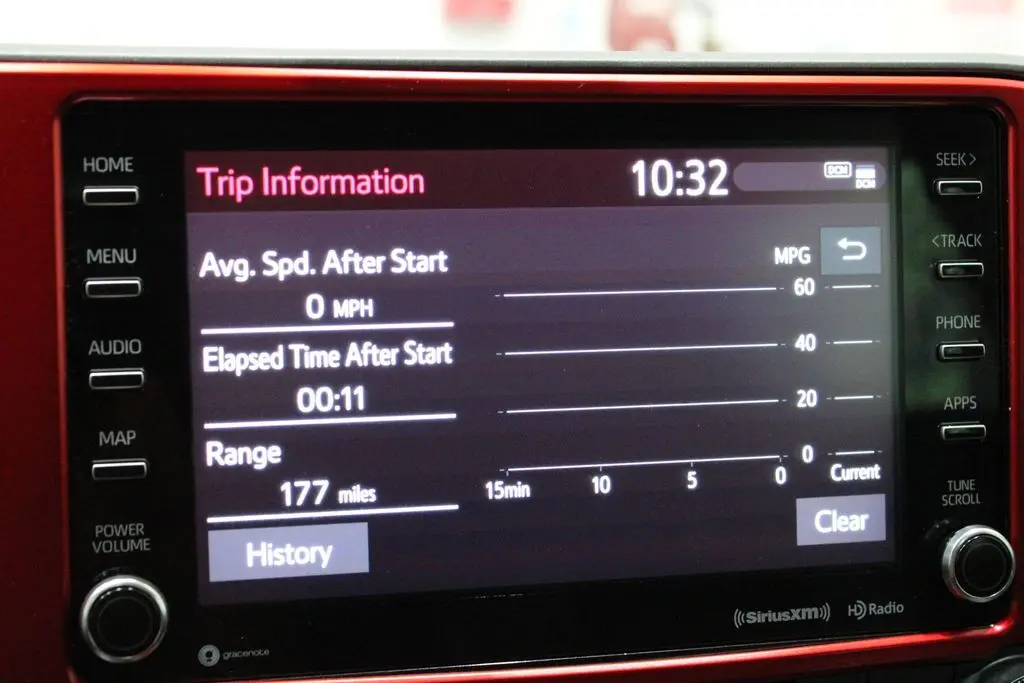 HOME
MENU
AUDIO
MAP
POWER
VOLUME
Trip Information
10:32
DCM
DCM
Avg. Spd. After Start
0 MPH
Elapsed Time After Start
00:11
Range
177 miles
History
MPG
60
40
20
0
15min 10 5 0 Current
Clear
SEEK>
<TRACK
PHONE
APPS
TUNE
SCROLL
gracenote
((SiriusXM))
HD Radio